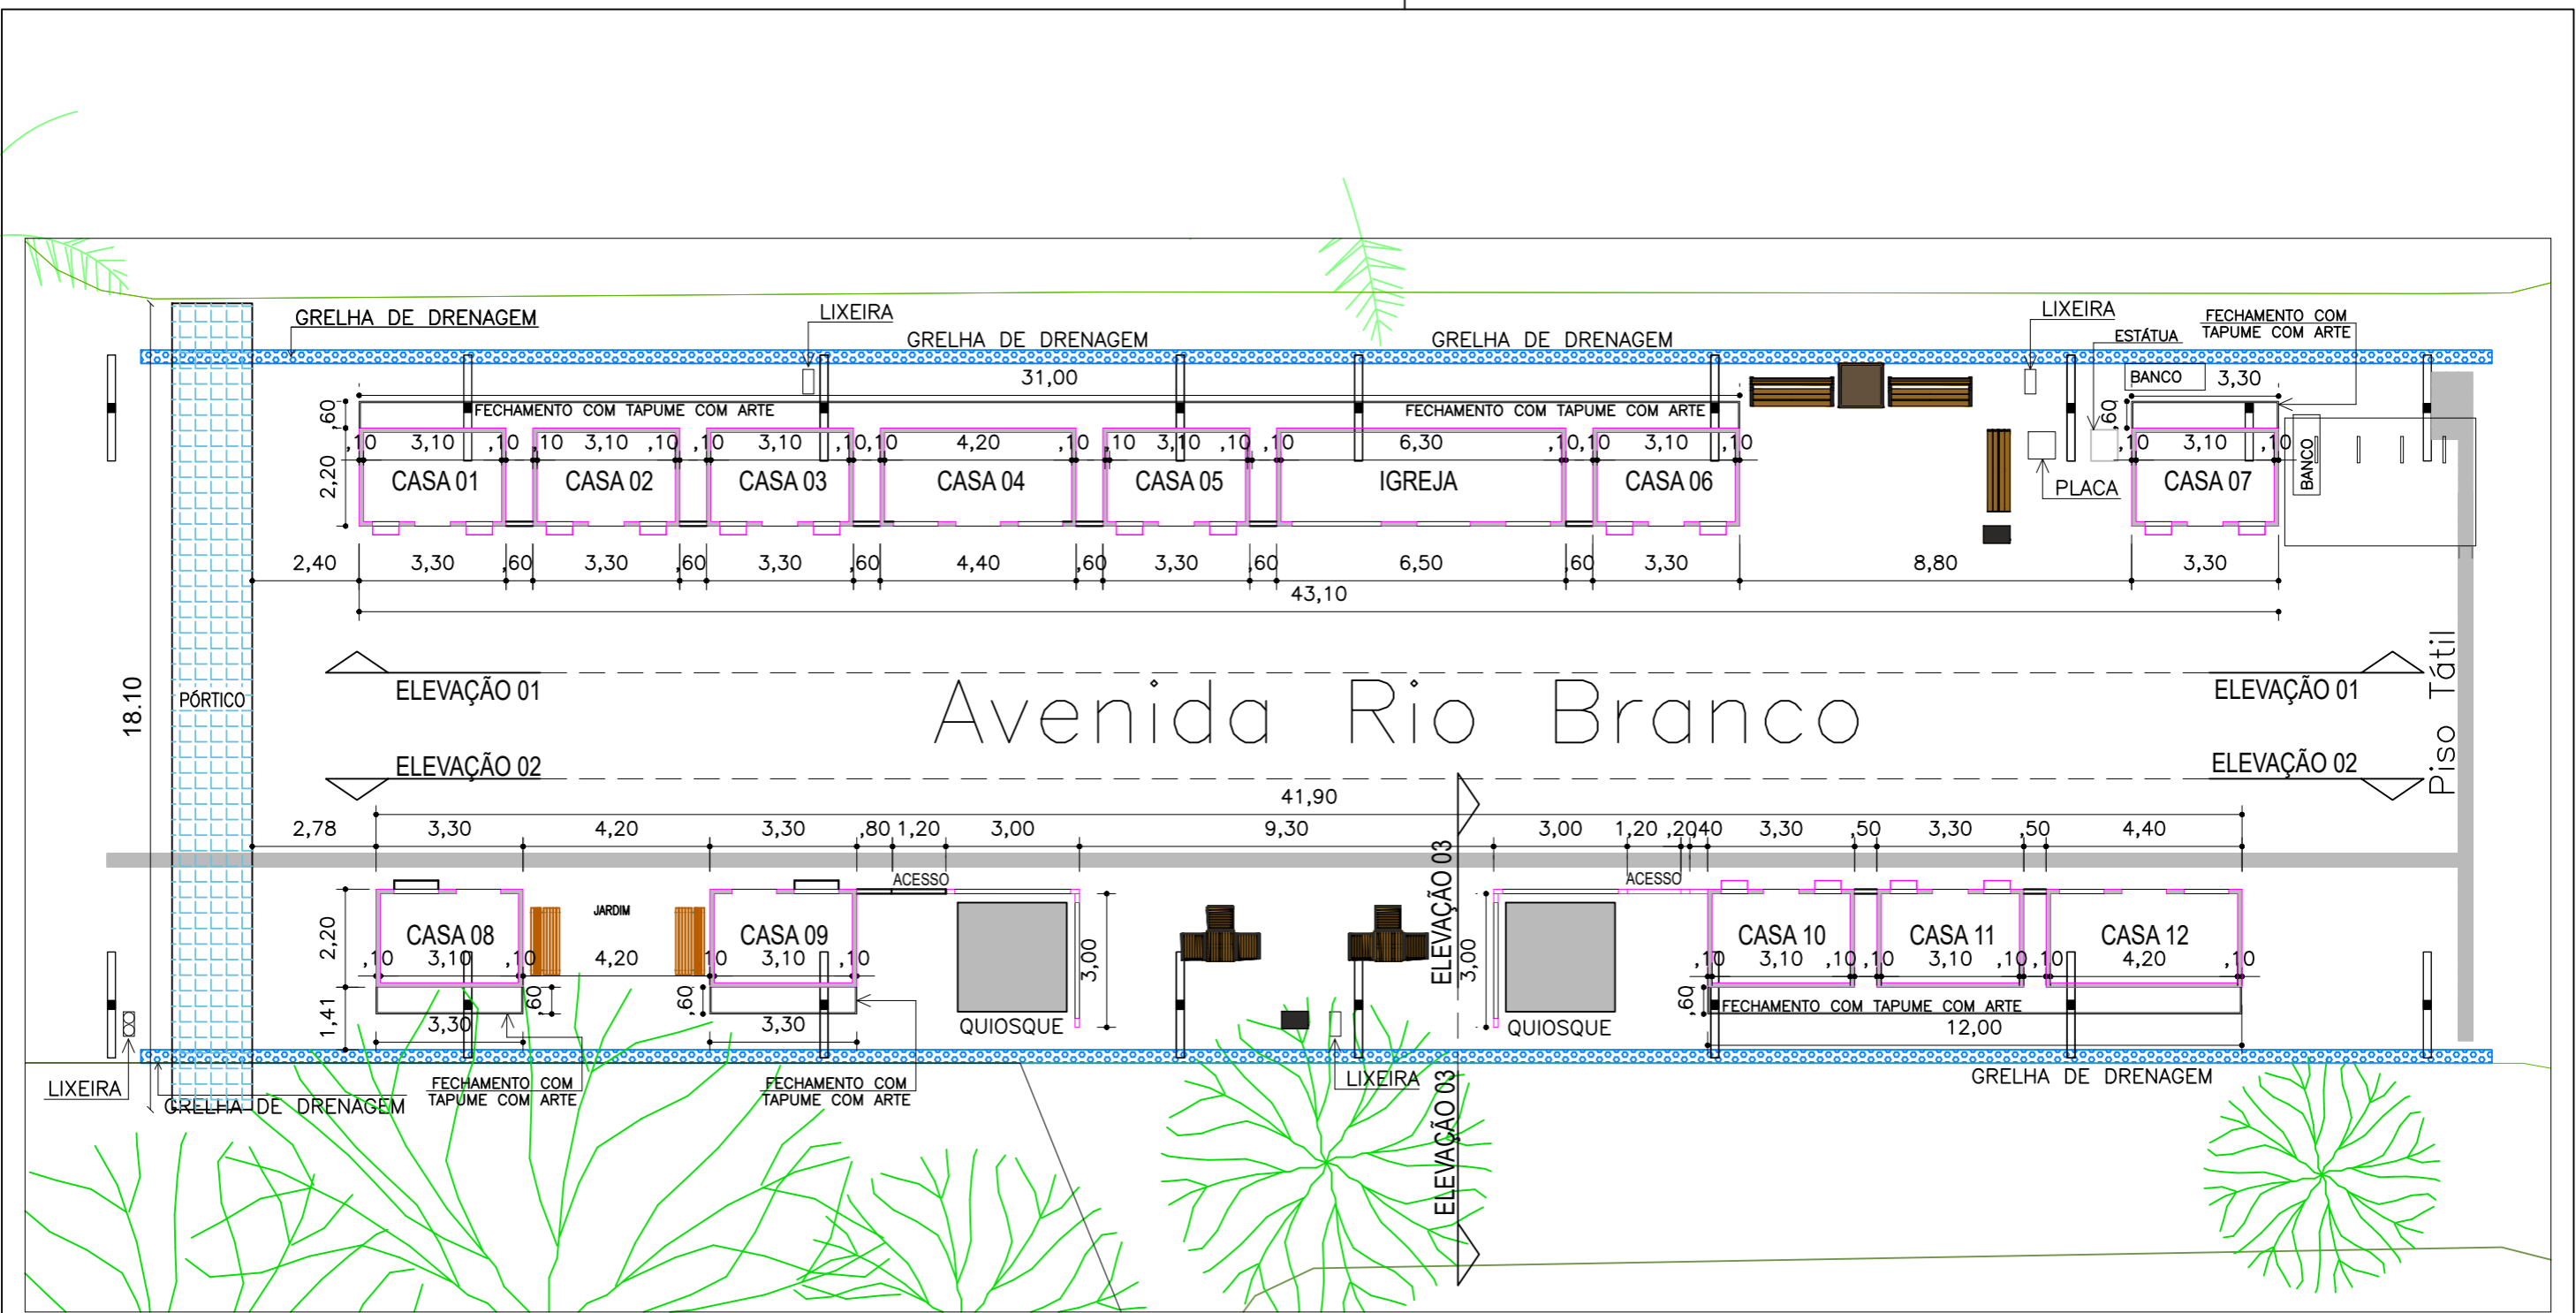 GRELHA DE DRENAGEM
LIXEIRA
GRELHA DE DRENAGEM
GRELHA DE DRENAGEM
LIXEIRA
ESTÁTUA
FECHAMENTO COM
TAPUME COM ARTE
31,00
BANCO
3,30
,60
FECHAMENTO COM TAPUME COM ARTE
FECHAMENTO COM TAPUME COM ARTE
,60
,10 3,10 ,10 ,10 3,10 ,10 ,10 3,10 ,10 ,10 4,20 ,10 ,10 3,10 ,10 ,10 6,30 ,10 ,10 3,10 ,10 ,10 3,10 ,10
2,20
CASA 01
CASA 02
CASA 03
CASA 04
CASA 05
IGREJA
CASA 06
PLACA
CASA 07
BANCO
2,40 3,30 ,60 3,30 ,60 3,30 ,60 4,40 ,60 3,30 ,60 6,50 ,60 3,30 8,80 3,30
43,10
18.10
PÓRTICO
ELEVAÇÃO 01
Avenida Rio Branco
ELEVAÇÃO 01
Piso Tátil
ELEVAÇÃO 02
ELEVAÇÃO 02
41,90
2,78 3,30 4,20 3,30 ,80 1,20 3,00 9,30 3,00 1,20 ,20 ,40 3,30 ,50 3,30 ,50 4,40
ELEVAÇÃO 03
ACESSO
ACESSO
2,20
CASA 08
JARDIM
CASA 09
3,00
3,00
CASA 10
CASA 11
CASA 12
,10 3,10 ,10 4,20 ,10 3,10 ,10 ,10 3,10 ,10 ,10 3,10 ,10 ,10 4,20 ,10
1,41
,60
,60
QUIOSQUE
QUIOSQUE
,60
FECHAMENTO COM TAPUME COM ARTE
3,30
3,30
12,00
LIXEIRA
GRELHA DE DRENAGEM
FECHAMENTO COM
TAPUME COM ARTE
FECHAMENTO COM
TAPUME COM ARTE
LIXEIRA
ELEVAÇÃO 03
GRELHA DE DRENAGEM